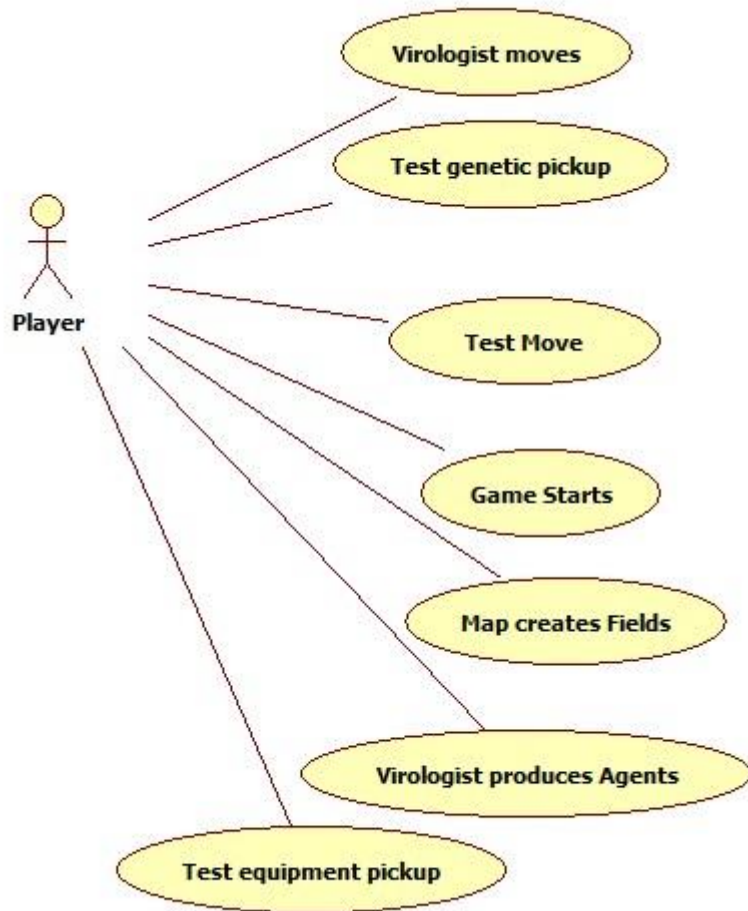 Virologist moves
Test genetic pickup
Player
Test Move
Game Starts
Map creates Fields
Virologist produces Agents
Test equipment pickup